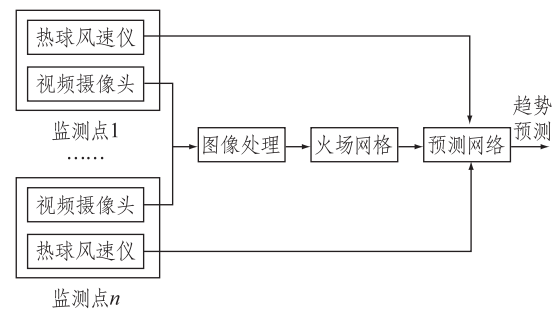 热球风速仪
视频摄像头
监测点1
……
视频摄像头
热球风速仪
监测点n
图像处理
火场网格
预测网络
趋势
预测